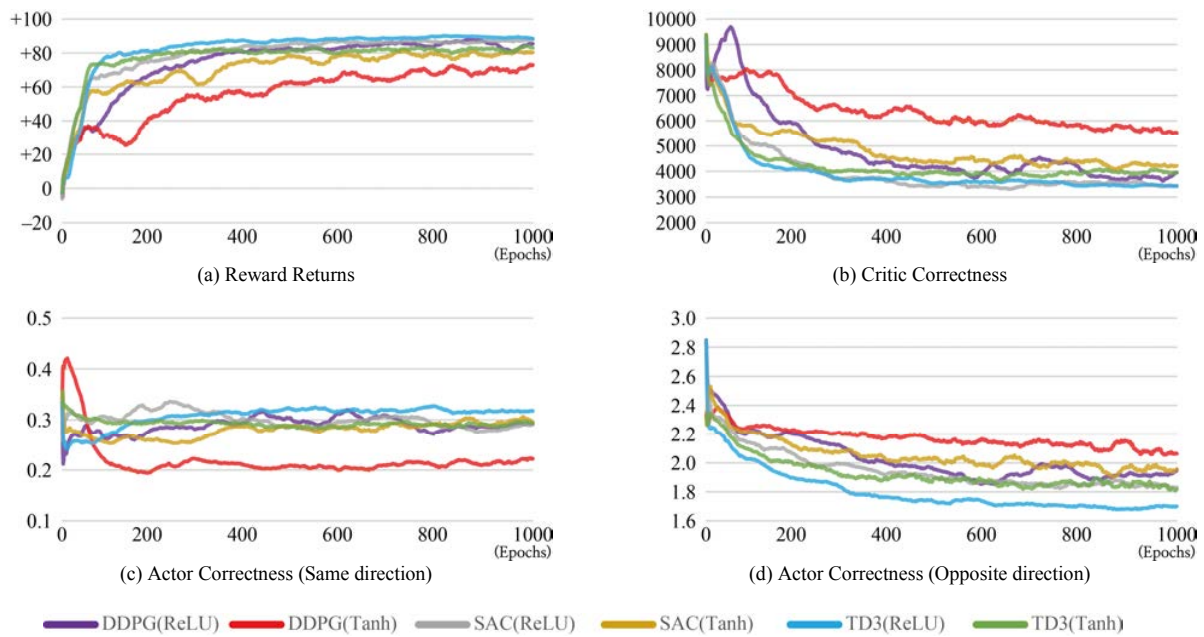 +100
+80
+60
+40
+20
0
–20
0 200 400 600 800 1000
(Epochs)
(a) Reward Returns
10000
9000
8000
7000
6000
5000
4000
3000
2000
0 200 400 600 800 1000
(Epochs)
(b) Critic Correctness
0.5
0.4
0.3
0.2
0.1
0 200 400 600 800 1000
(Epochs)
(c) Actor Correctness (Same direction)
3.0
2.8
2.6
2.4
2.2
2.0
1.8
1.6
0 200 400 600 800 1000
(Epochs)
(d) Actor Correctness (Opposite direction)
DDPG(ReLU) DDPG(Tanh) SAC(ReLU) SAC(Tanh) TD3(ReLU) TD3(Tanh)